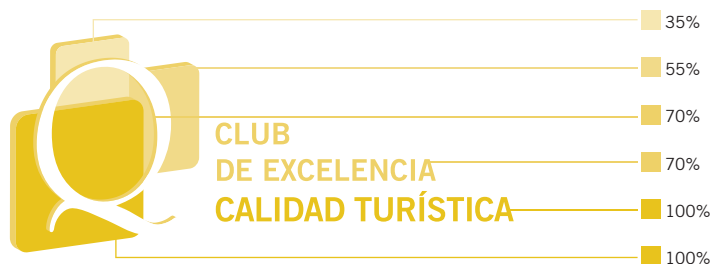 35%
55%
70%
CLUB
DE EXCELENCIA
70%
CALIDAD TURÍSTICA
100%
100%
Q